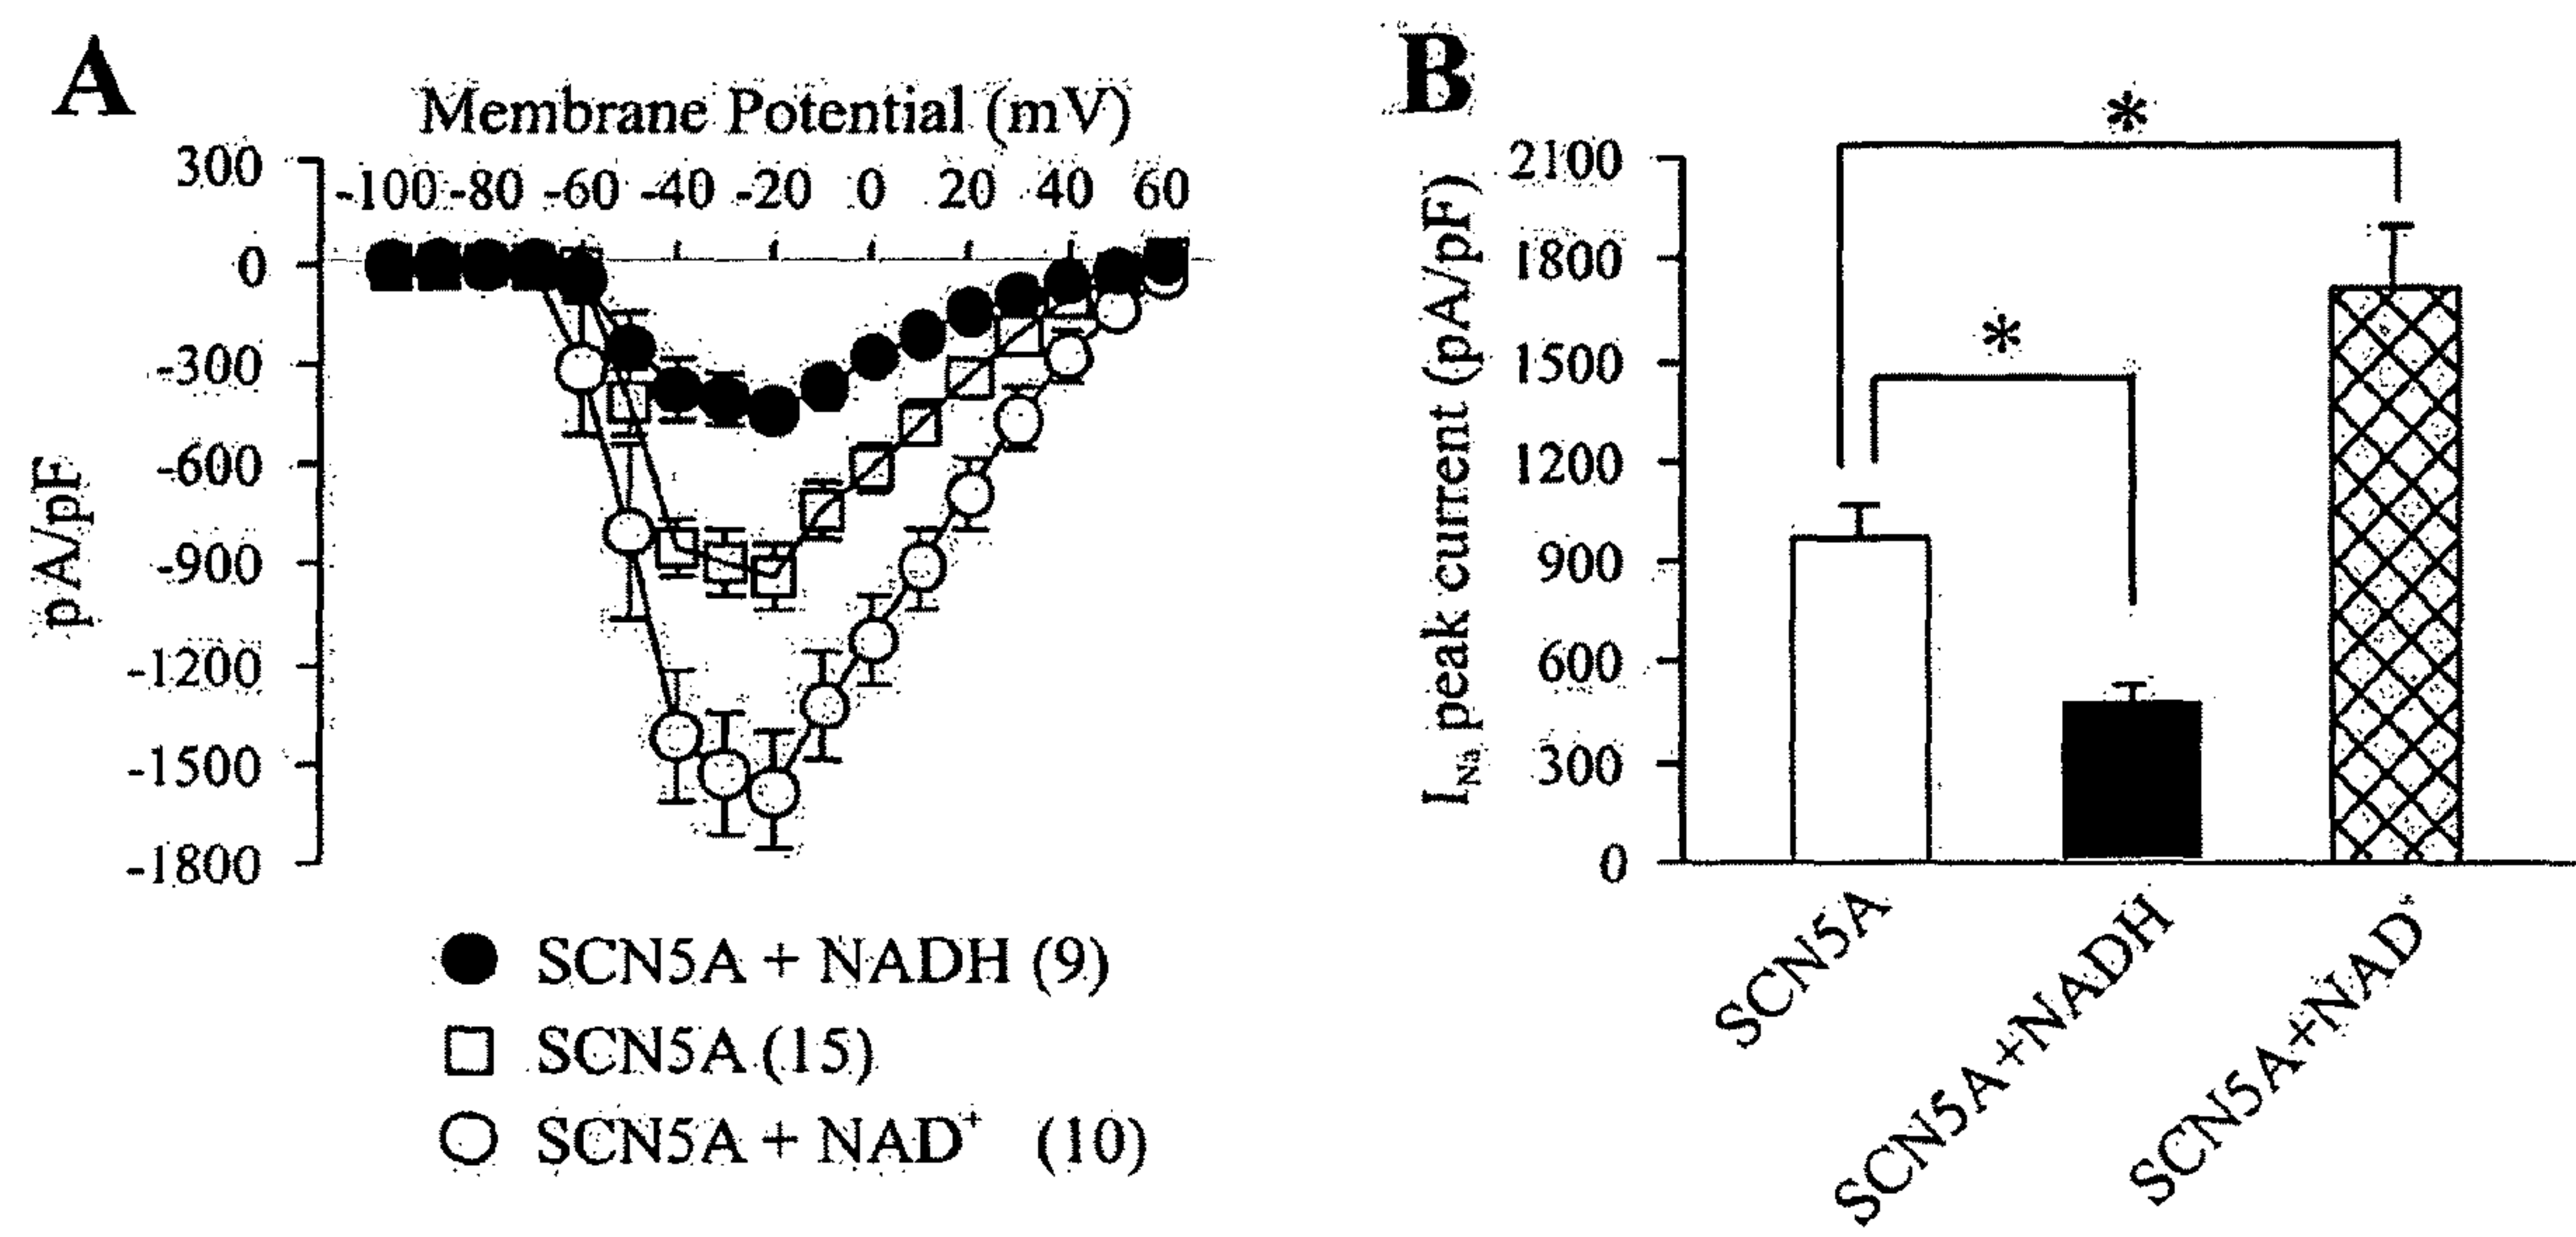 A
Membrane Potential (mV)
300
-100 -80 -60 -40 -20 0 20 40 60
0
-300
-600
-900
-1200
-1500
-1800
pA/pF
SCN5A + NADH (9)
SCN5A (15)
SCN5A + NAD⁺ (10)
B
*
*
2100
1800
1500
1200
900
600
300
0
I_Na peak current (pA/pF)
SCN5A
SCN5A+NADH
SCN5A+NAD⁺